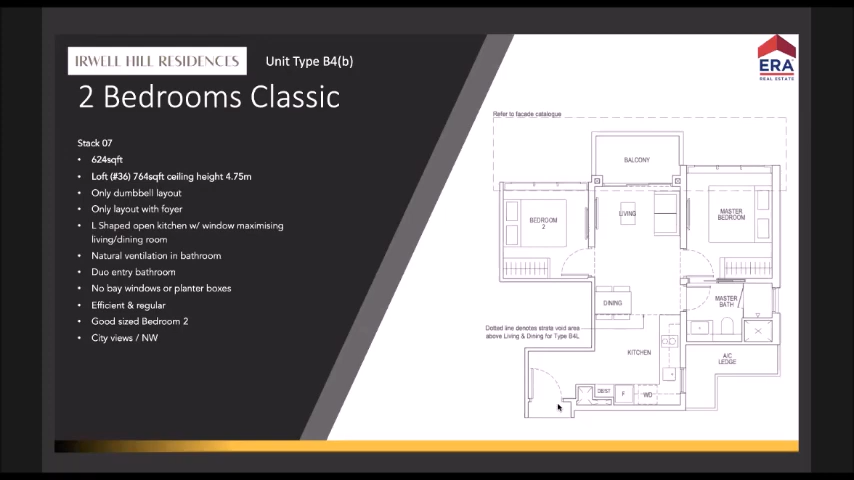 IRWELL HILL RESIDENCES
Unit Type B4(b)
2 Bedrooms Classic
ERA
REAL ESTATE
Stack 07
• 624sqft
• Loft (#36) 764sqft ceiling height 4.75m
• Only dumbbell layout
• Only layout with foyer
• L Shaped open kitchen w/ window maximising
living/dining room
• Natural ventilation in bathroom
• Duo entry bathroom
• No bay windows or planter boxes
• Efficient & regular
• Good sized Bedroom 2
• City views / NW
Refer to facade catalogue
BALCONY
BEDROOM
2
LIVING
MASTER
BEDROOM
DINING
MASTER
BATH
Dotted line denotes strata void area
above Living & Dining for Type B4L
KITCHEN
A/C
LEDGE
DB/ST
F
WD